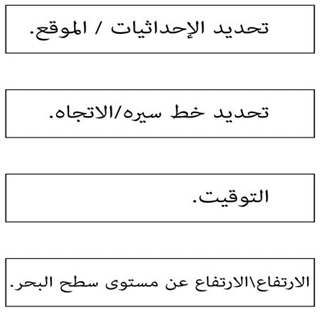 تحديد الإحداثيات / الموقع.
تحديد خط سيره/الاتجاه.
التوقيت.
الارتفاع\الارتفاع عن مستوى سطح البحر.